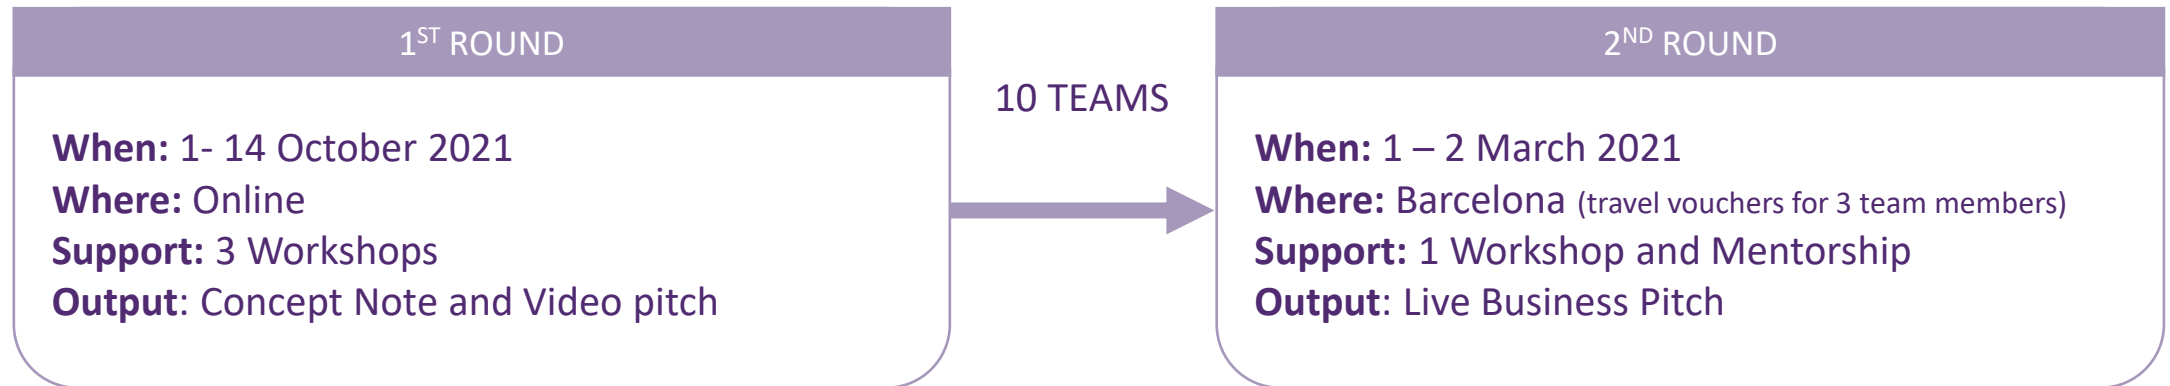 1ST ROUND
When: 1- 14 October 2021
Where: Online
Support: 3 Workshops
Output: Concept Note and Video pitch
10 TEAMS
2ND ROUND
When: 1 – 2 March 2021
Where: Barcelona (travel vouchers for 3 team members)
Support: 1 Workshop and Mentorship
Output: Live Business Pitch